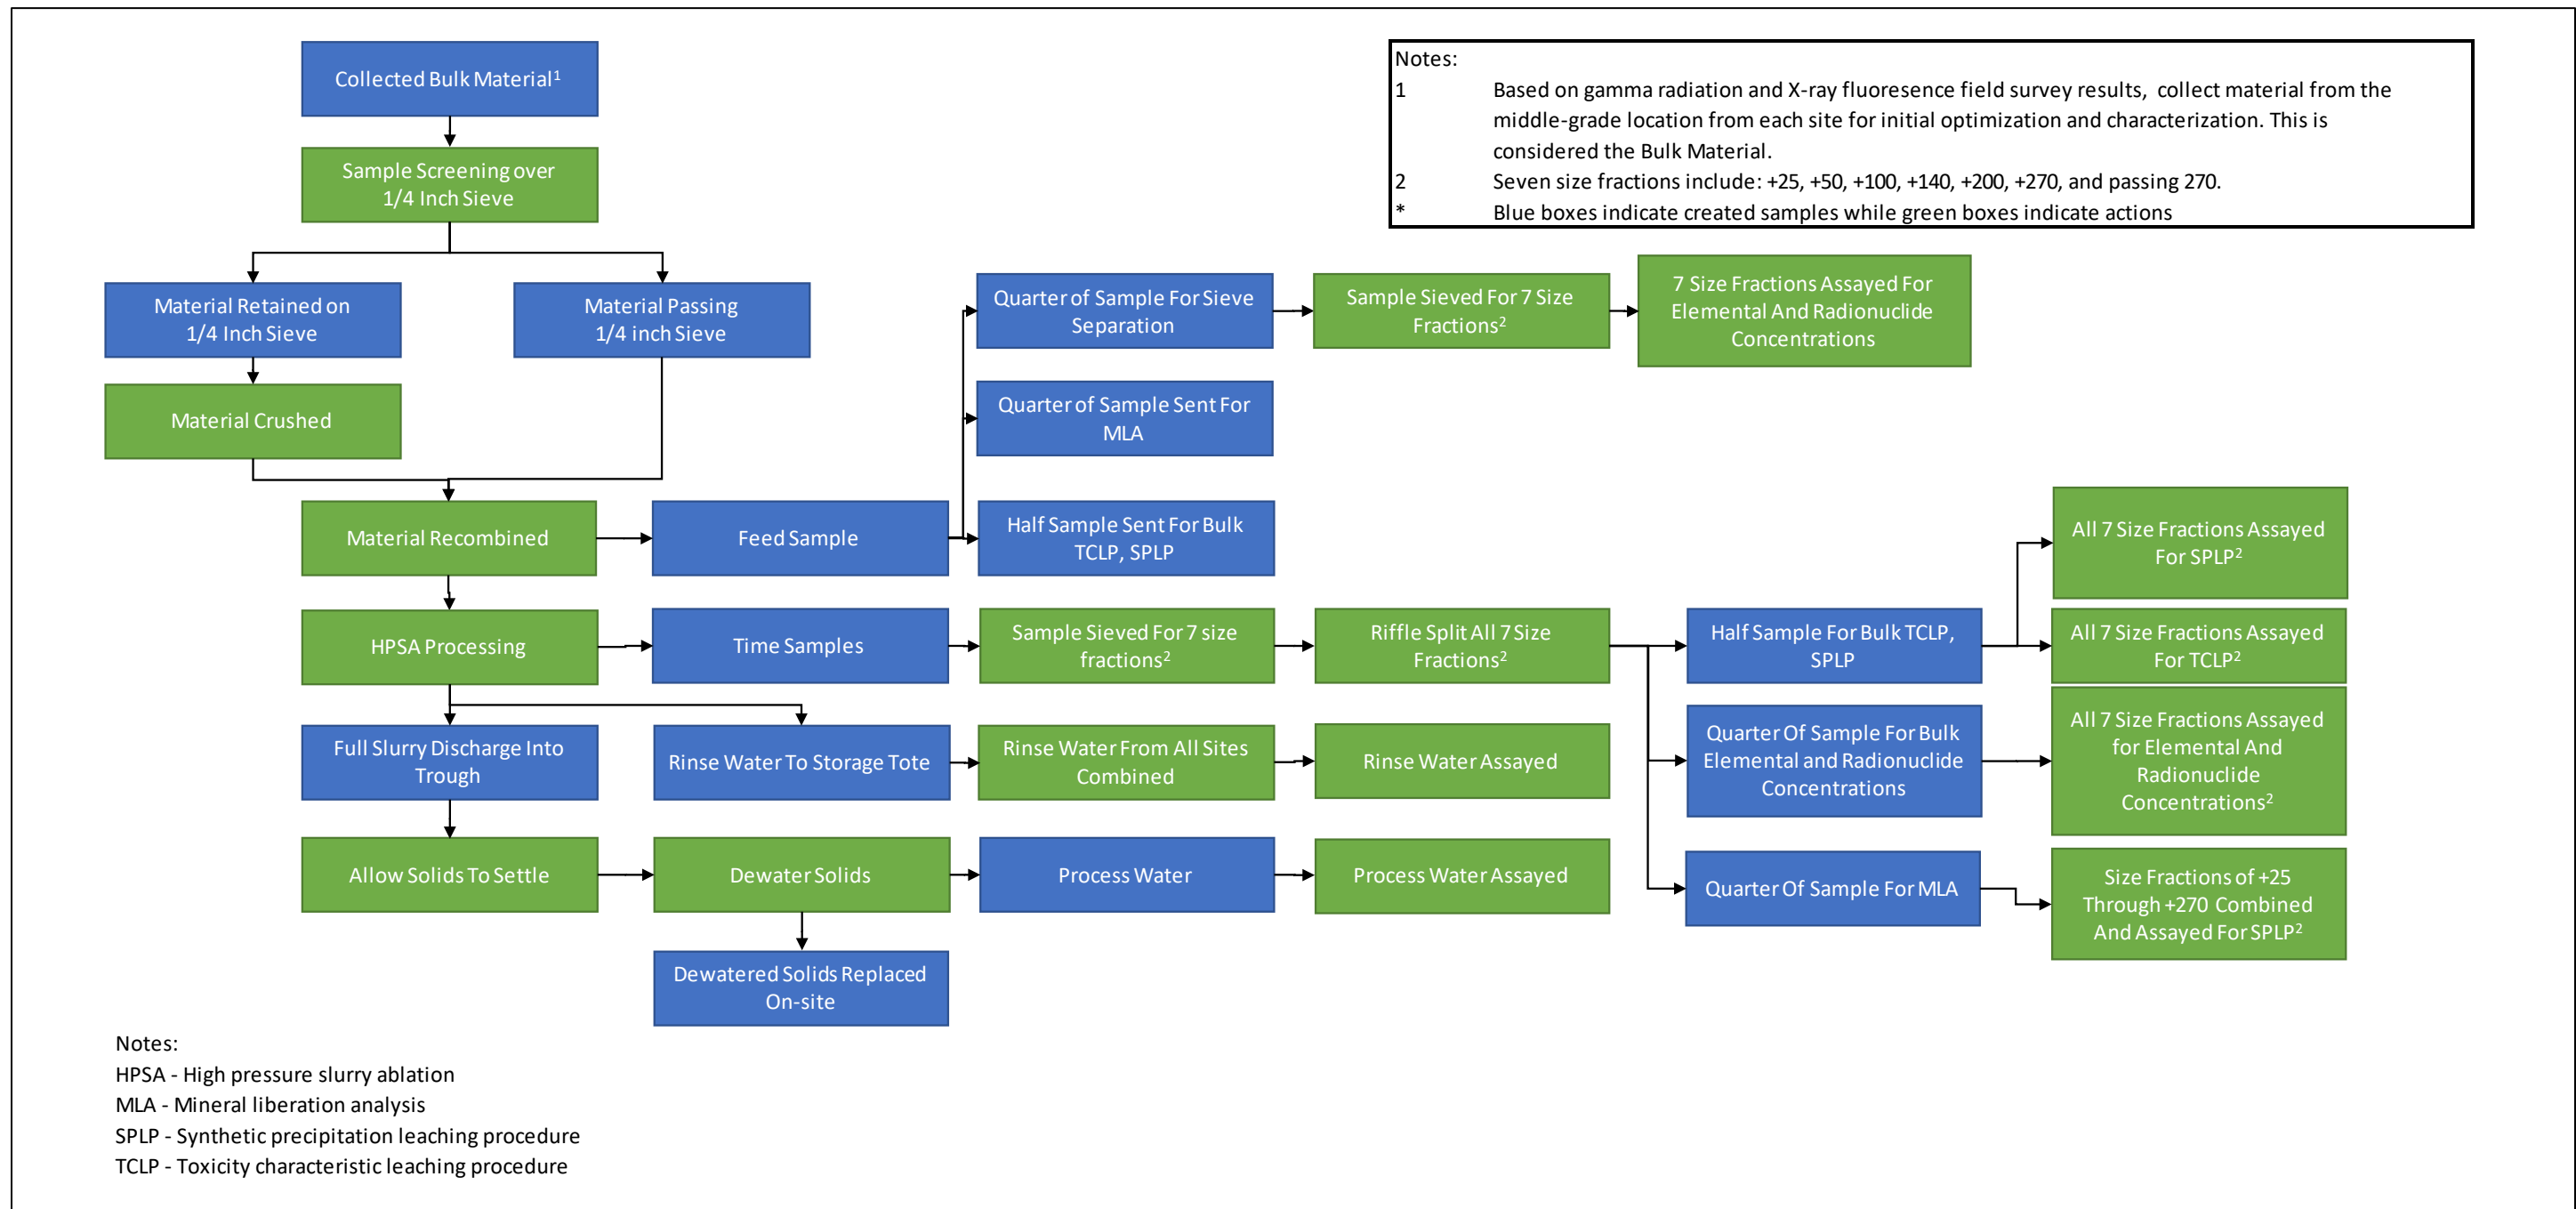 Collected Bulk Material1
Notes:
1 Based on gamma radiation and X-ray fluoresence field survey results, collect material from the
middle-grade location from each site for initial optimization and characterization. This is
considered the Bulk Material.
2 Seven size fractions include: +25, +50, +100, +140, +200, +270, and passing 270.
* Blue boxes indicate created samples while green boxes indicate actions
Sample Screening over
1/4 Inch Sieve
Material Retained on
1/4 Inch Sieve
Material Passing
1/4 inch Sieve
Quarter of Sample For Sieve
Separation
Sample Sieved For 7 Size
Fractions2
7 Size Fractions Assayed For
Elemental And Radionuclide
Concentrations
Material Crushed
Quarter of Sample Sent For
MLA
Material Recombined
Feed Sample
Half Sample Sent For Bulk
TCLP, SPLP
All 7 Size Fractions Assayed
For SPLP2
HPSA Processing
Time Samples
Sample Sieved For 7 size
fractions2
Riffle Split All 7 Size
Fractions2
Half Sample For Bulk TCLP,
SPLP
All 7 Size Fractions Assayed
For TCLP2
Full Slurry Discharge Into
Trough
Rinse Water To Storage Tote
Rinse Water From All Sites
Combined
Rinse Water Assayed
Quarter Of Sample For Bulk
Elemental and Radionuclide
Concentrations
All 7 Size Fractions Assayed
for Elemental And
Radionuclide
Concentrations2
Allow Solids To Settle
Dewater Solids
Process Water
Process Water Assayed
Quarter Of Sample For MLA
Size Fractions of +25
Through +270 Combined
And Assayed For SPLP2
Dewatered Solids Replaced
On-site
Notes:
HPSA - High pressure slurry ablation
MLA - Mineral liberation analysis
SPLP - Synthetic precipitation leaching procedure
TCLP - Toxicity characteristic leaching procedure